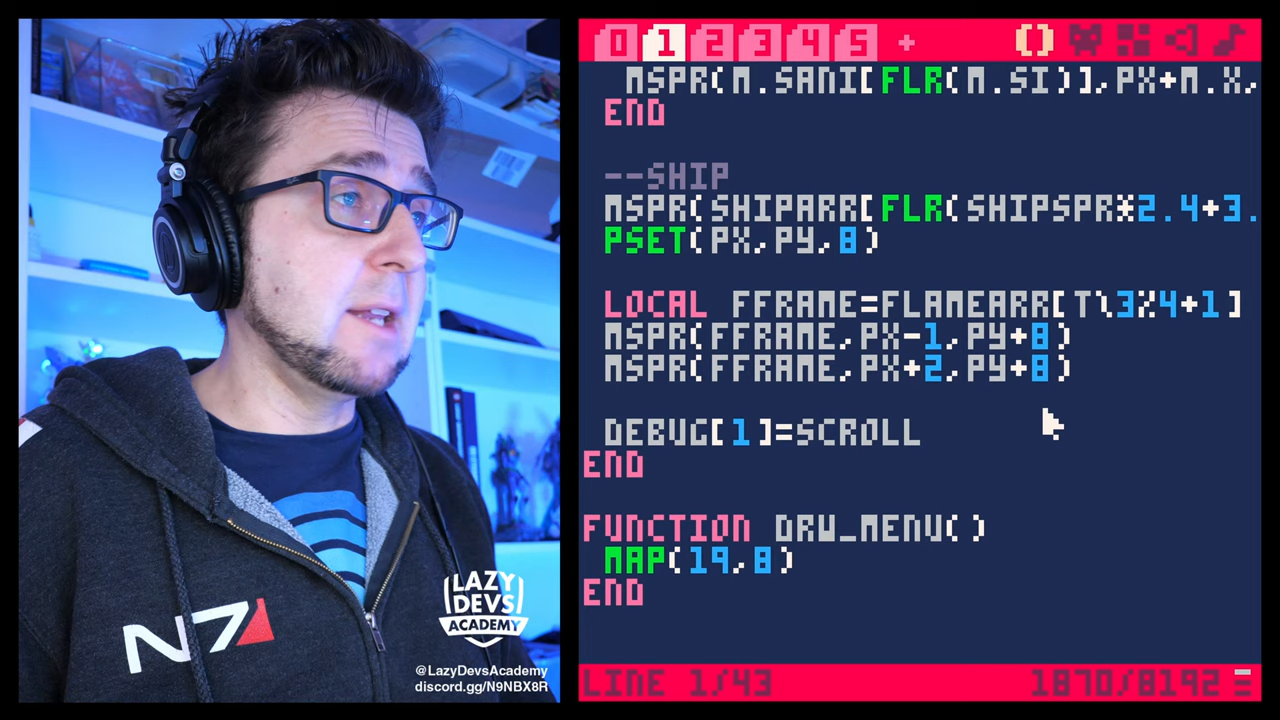 N7
LAZY
DEVS
ACADEMY
@LazyDevsAcademy
discord.gg/N9NBX8R
0 1 2 3 4 5 +
MSPR(M.SANI[FLR(M.SI)],PX+M.X,
END
--SHIP
MSPR(SHIPARR[FLR(SHIPSPR*2.4+3.
PSET(PX,PY,8)
LOCAL FFRAME=FLAMEARR[T\3%4+1]
MSPR(FFRAME,PX-1,PY+8)
MSPR(FFRAME,PX+2,PY+8)
DEBUG[1]=SCROLL
END
FUNCTION DRW_MENU()
MAP(19,8)
END
LINE 1/43
1870/8192